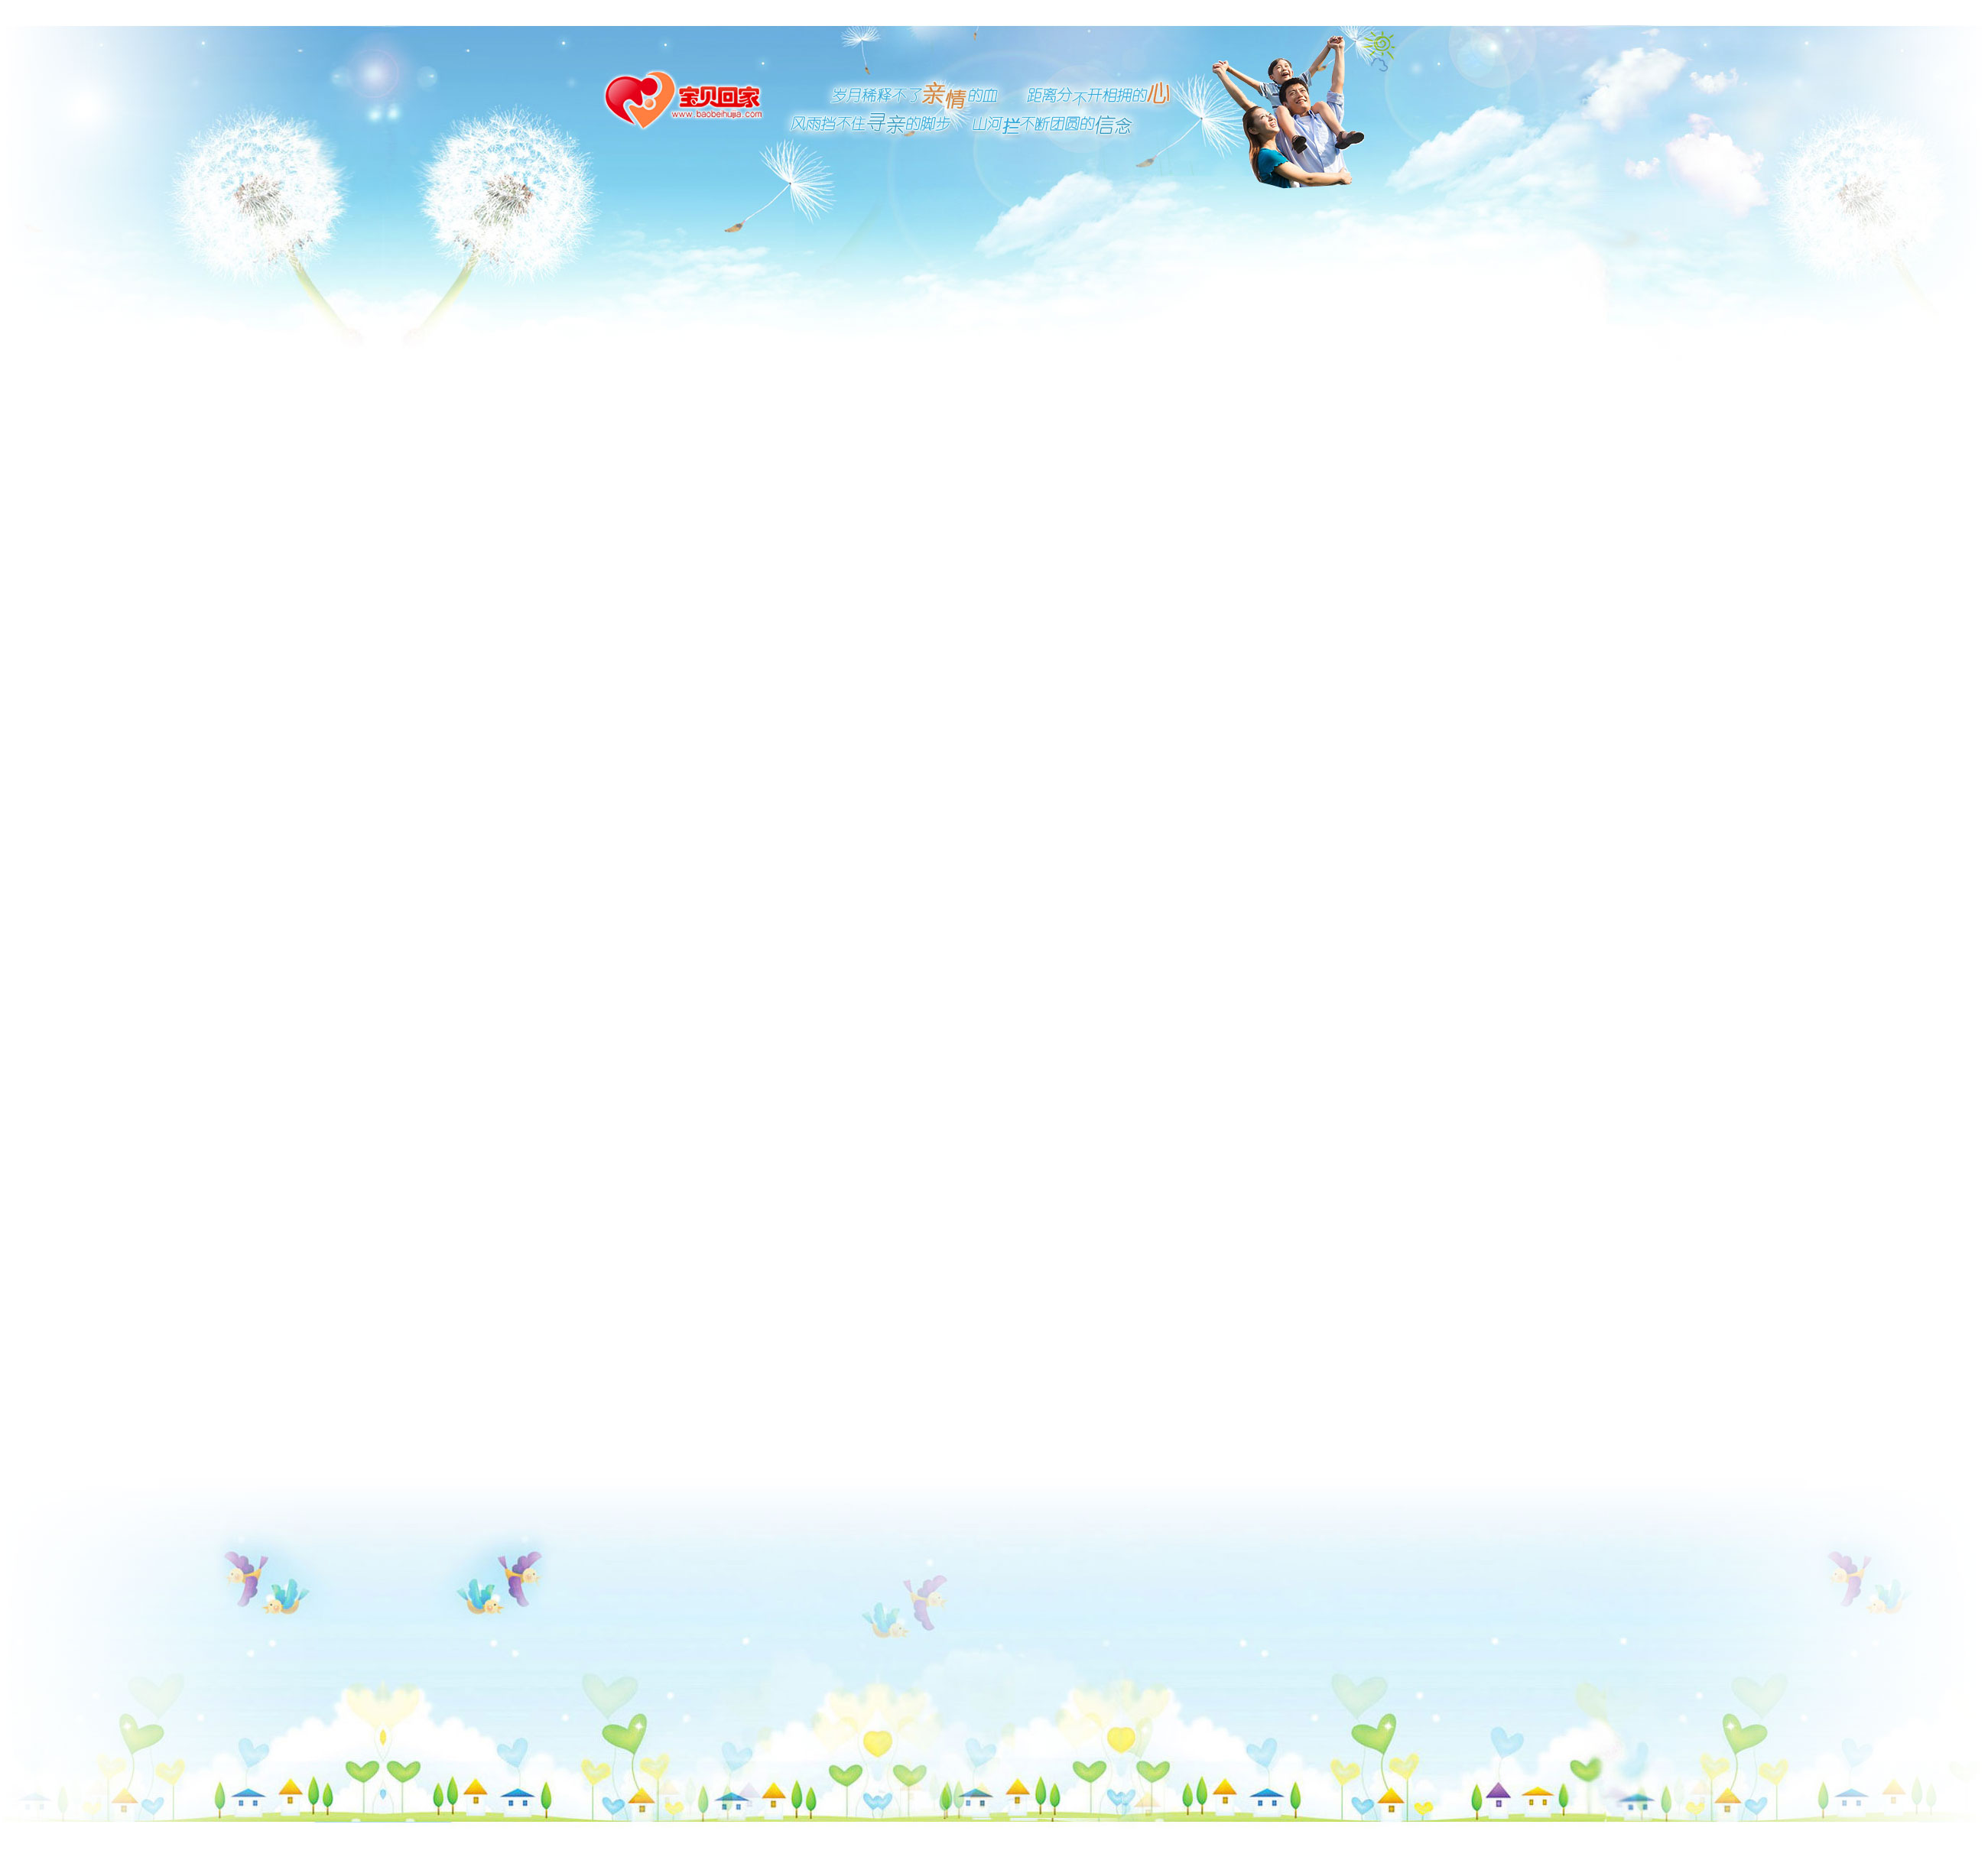 宝贝回家
www.baobeihuijia.com
岁月稀释不了亲情的血 距离分不开相拥的心
风雨挡不住寻亲的脚步 山河拦不断团圆的信念